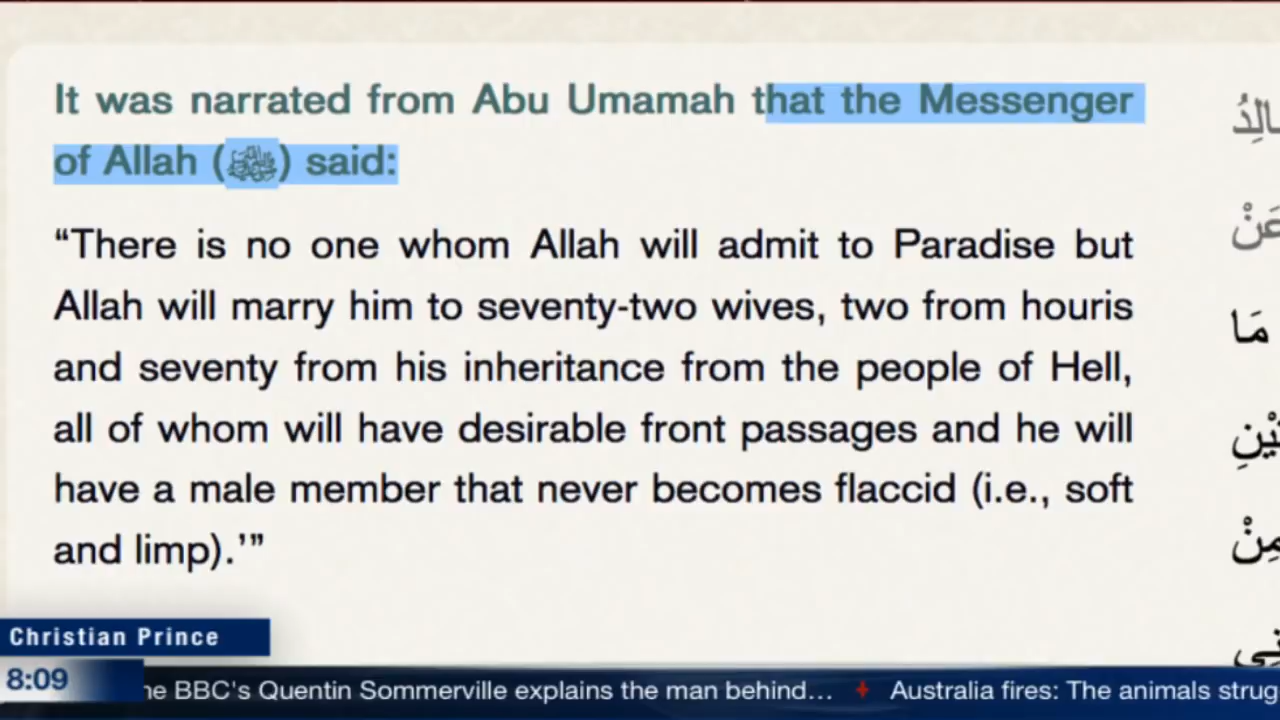 It was narrated from Abu Umamah that the Messenger
of Allah (ﷺ) said:
“There is no one whom Allah will admit to Paradise but
Allah will marry him to seventy-two wives, two from houris
and seventy from his inheritance from the people of Hell,
all of whom will have desirable front passages and he will
have a male member that never becomes flaccid (i.e., soft
and limp).’”
مَا
مِنْ
Christian Prince
8:09
he BBC's Quentin Sommerville explains the man behind... Australia fires: The animals strug